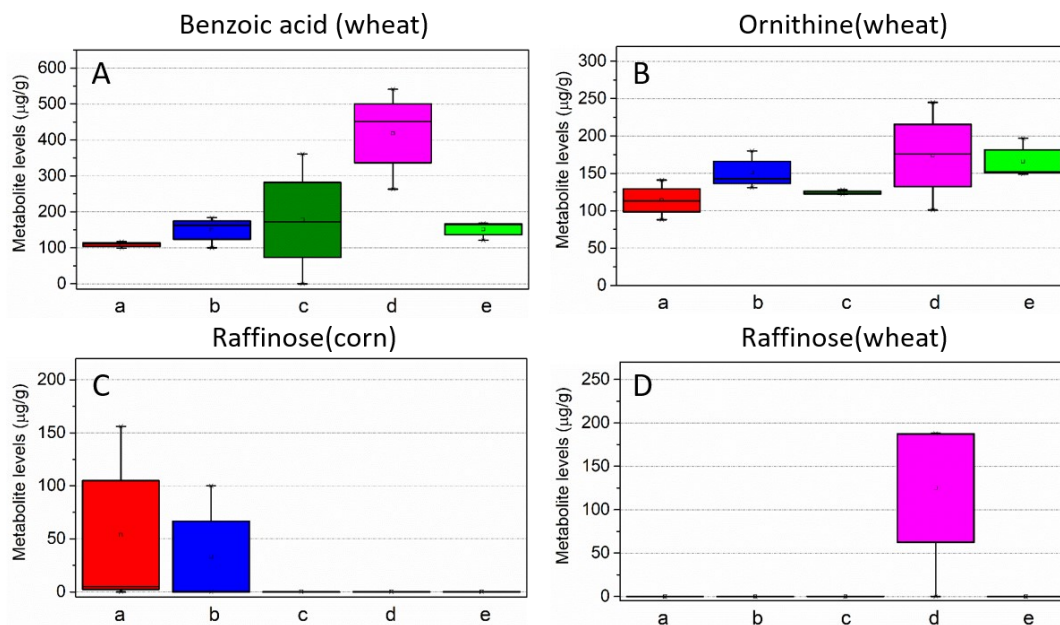 Benzoic acid (wheat)
A
Metabolite levels (µg/g)
600
500
400
300
200
100
0
a b c d e
Ornithine(wheat)
B
Metabolite levels (µg/g)
300
250
200
150
100
50
0
a b c d e
Raffinose(corn)
C
Metabolite levels (µg/g)
200
150
100
50
0
a b c d e
Raffinose(wheat)
D
Metabolite levels (µg/g)
250
200
150
100
50
0
a b c d e